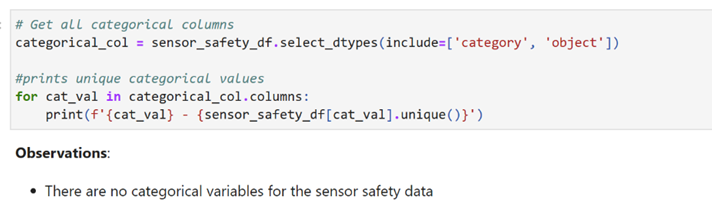 # Get all categorical columns
categorical_col = sensor_safety_df.select_dtypes(include=['category', 'object'])
#prints unique categorical values
for cat_val in categorical_col.columns:
    print(f'{cat_val} - {sensor_safety_df[cat_val].unique()}')
Observations:
• There are no categorical variables for the sensor safety data